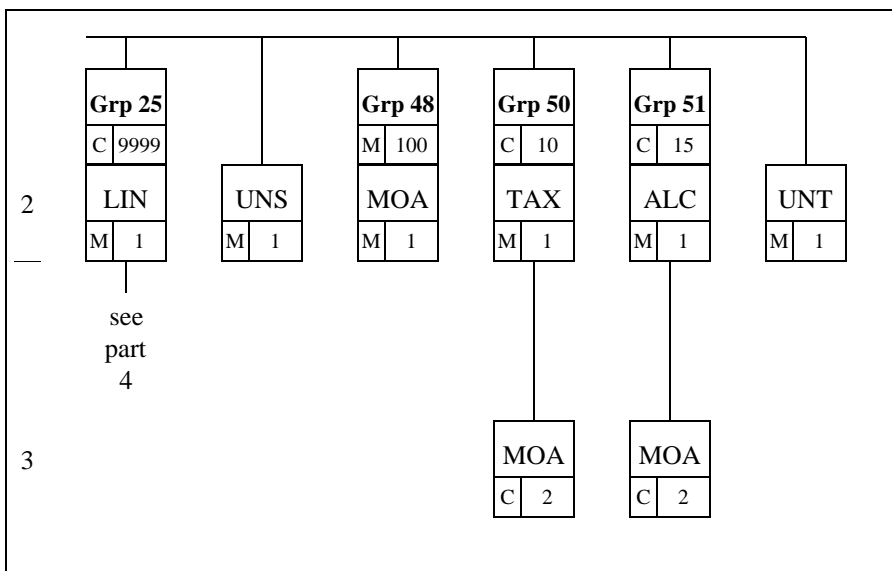 Grp 25 Grp 48 Grp 50 Grp 51
C 9999 M 100 C 10 C 15
2 LIN UNS MOA TAX ALC UNT
M 1 M 1 M 1 M 1 M 1 M 1
see
part
4
3 MOA MOA
C 2 C 2